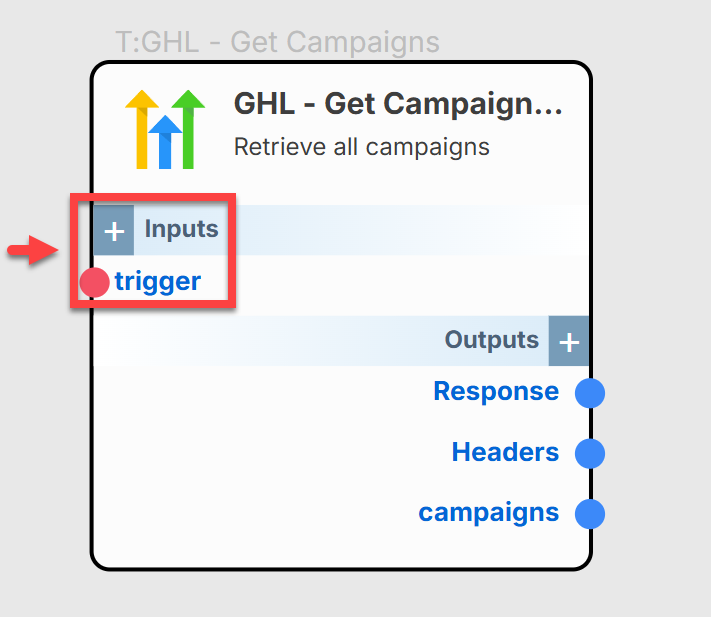 T:GHL - Get Campaigns
GHL - Get Campaign...
Retrieve all campaigns
+ Inputs
trigger
Outputs +
Response
Headers
campaigns